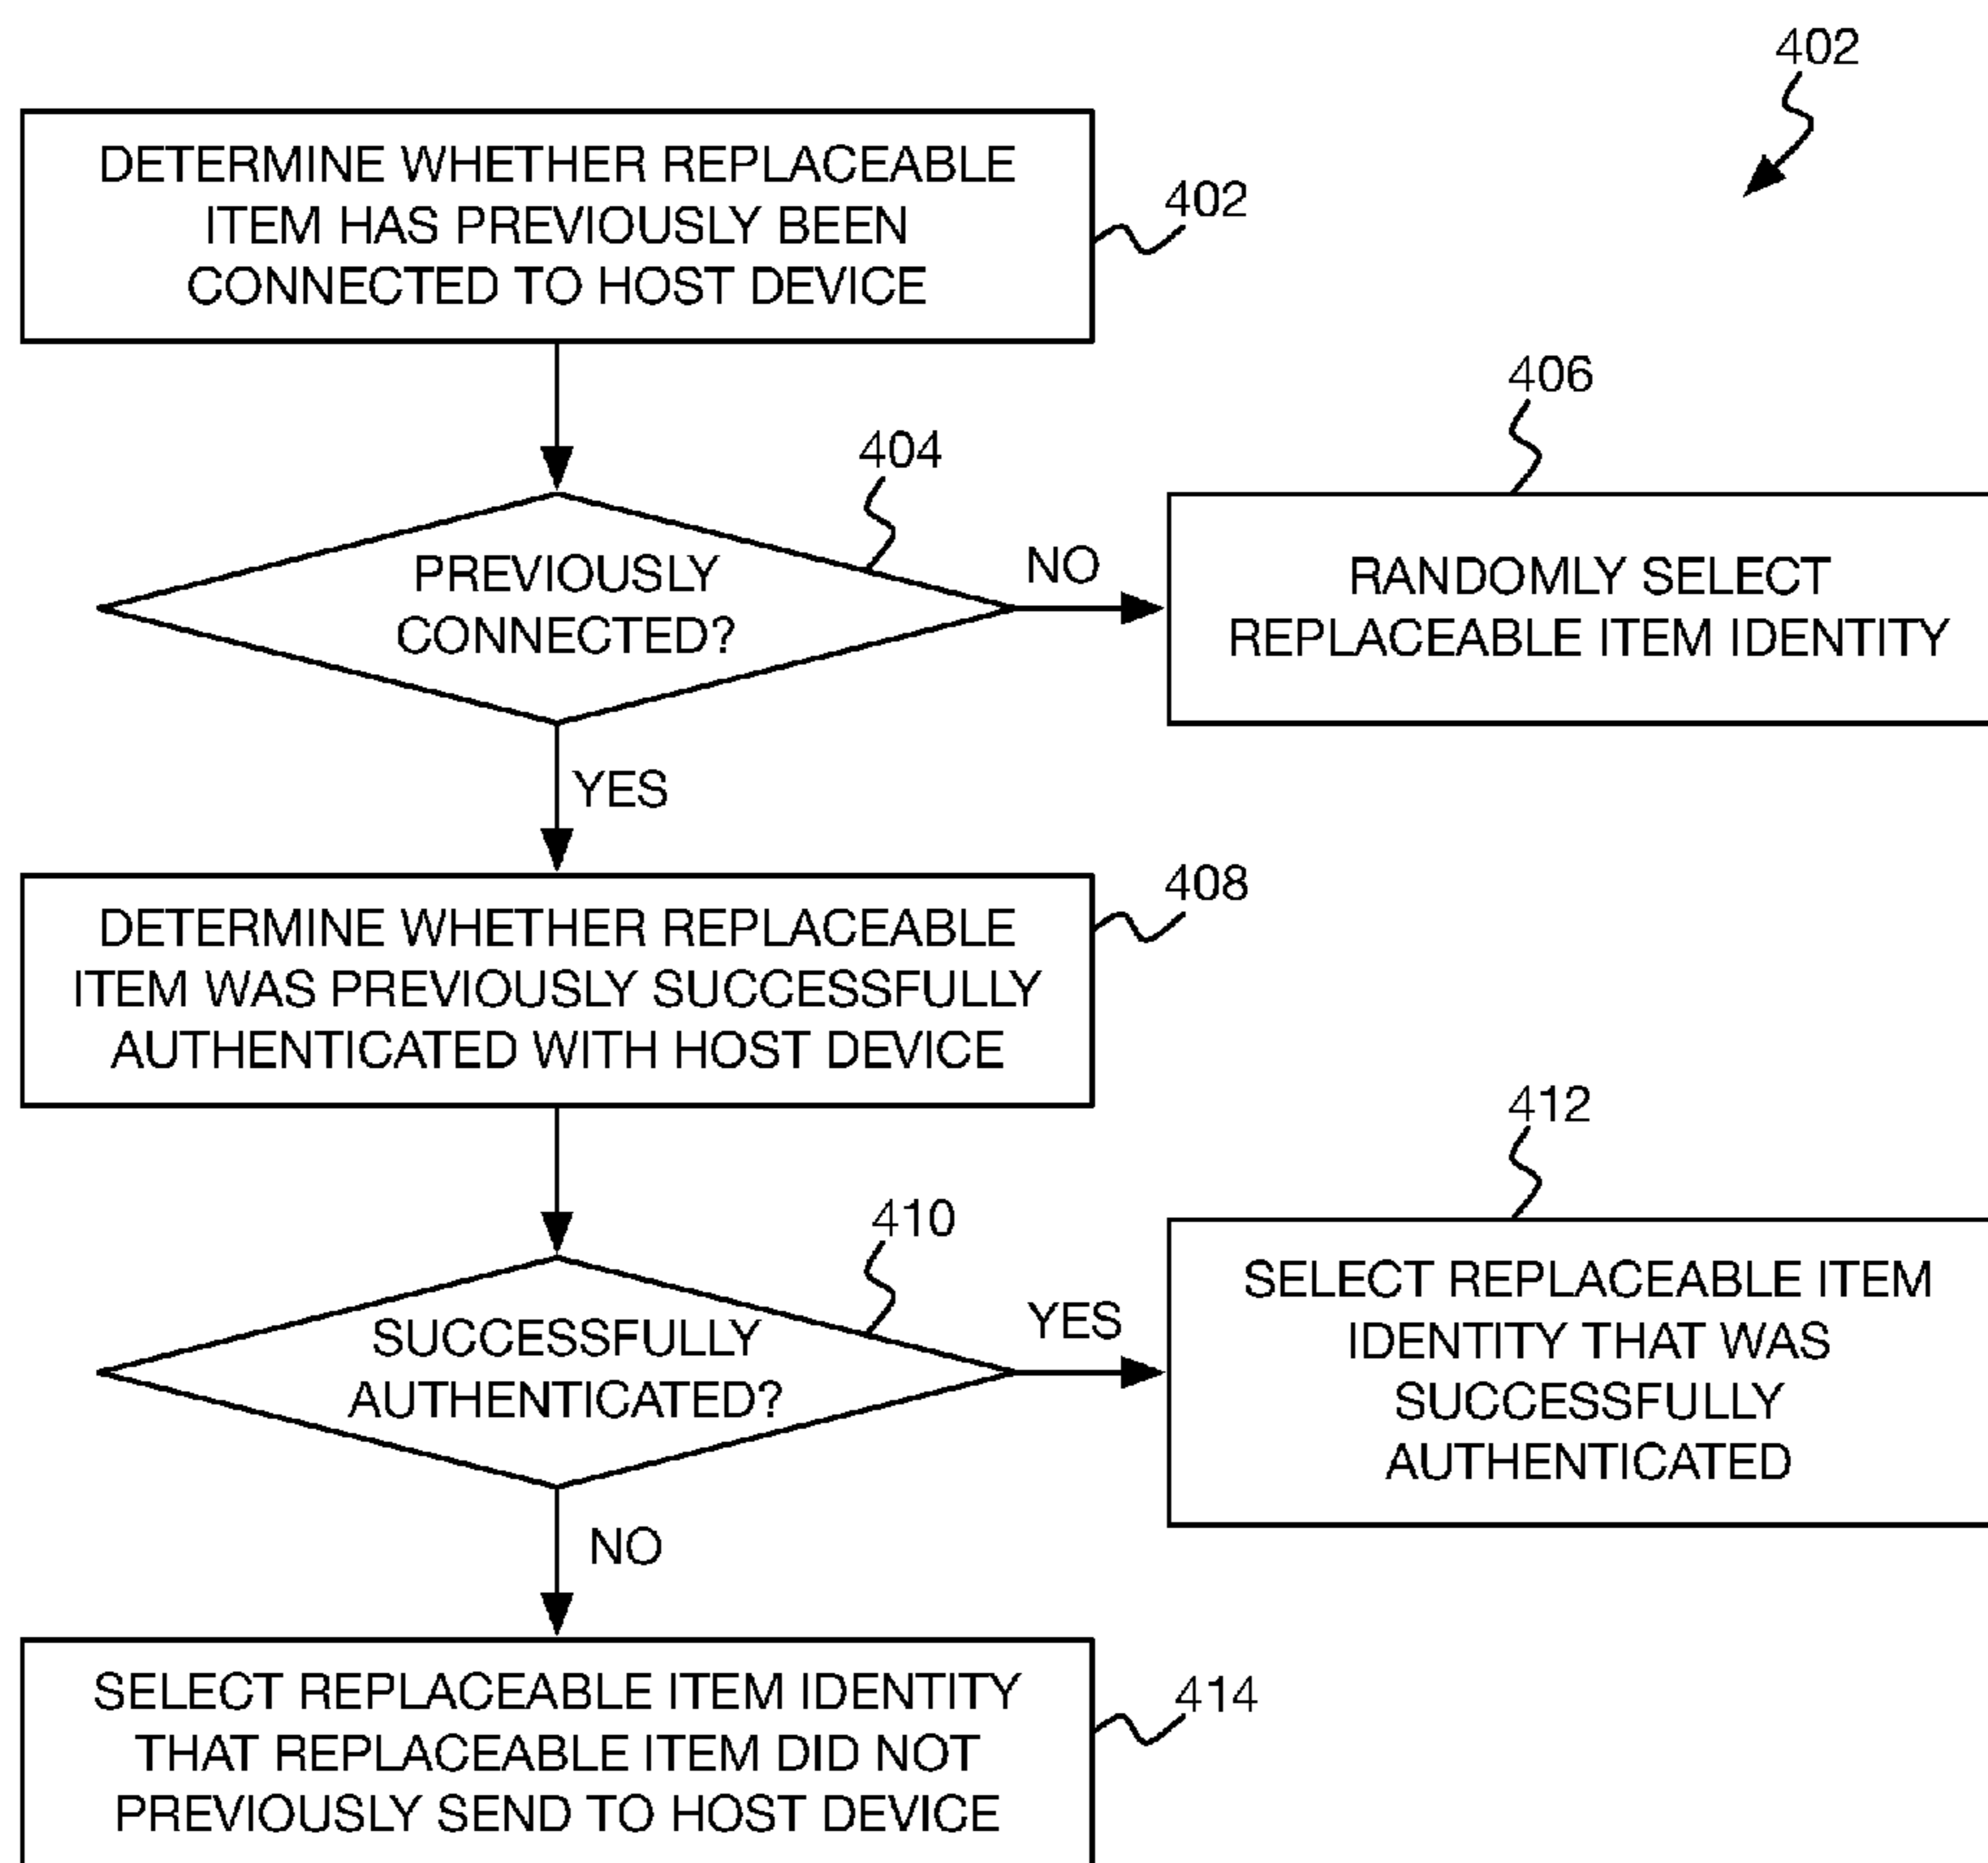 402
DETERMINE WHETHER REPLACEABLE
ITEM HAS PREVIOUSLY BEEN
CONNECTED TO HOST DEVICE
402
404
PREVIOUSLY
CONNECTED?
NO
406
RANDOMLY SELECT
REPLACEABLE ITEM IDENTITY
YES
DETERMINE WHETHER REPLACEABLE
ITEM WAS PREVIOUSLY SUCCESSFULLY
AUTHENTICATED WITH HOST DEVICE
408
410
SUCCESSFULLY
AUTHENTICATED?
YES
412
SELECT REPLACEABLE ITEM
IDENTITY THAT WAS
SUCCESSFULLY
AUTHENTICATED
NO
SELECT REPLACEABLE ITEM IDENTITY
THAT REPLACEABLE ITEM DID NOT
PREVIOUSLY SEND TO HOST DEVICE
414